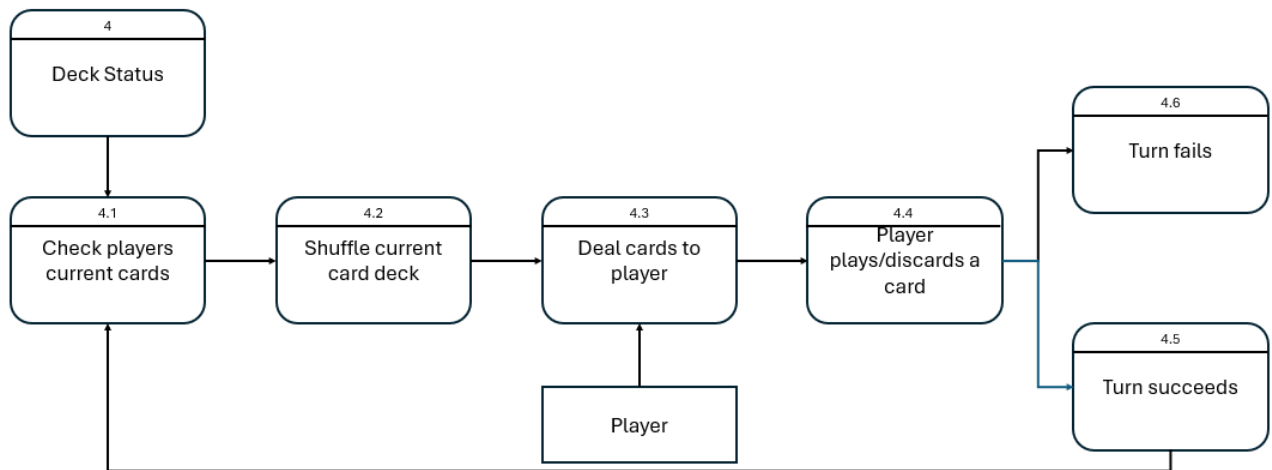 4
Deck Status
4.6
Turn fails
4.1
Check players
current cards
4.2
Shuffle current
card deck
4.3
Deal cards to
player
4.4
Player
plays/discards a
card
4.5
Turn succeeds
Player